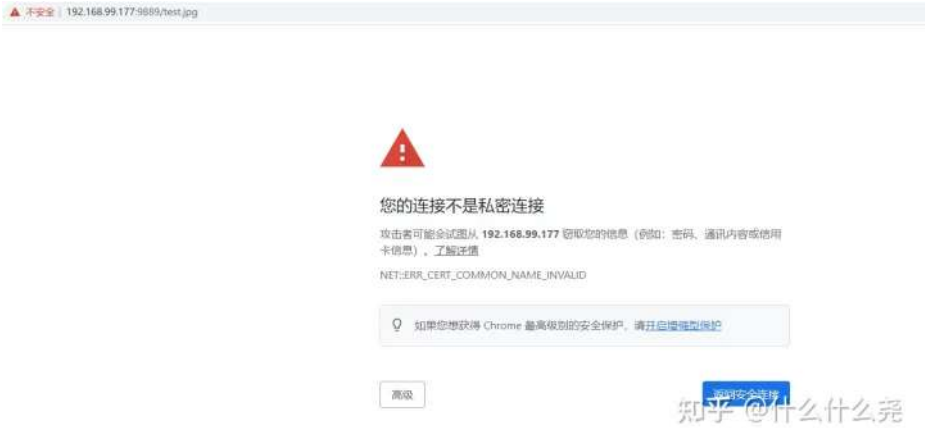 不安全 | 192.168.99.177:9889/test.jpg
您的连接不是私密连接
攻击者可能会试图从 192.168.99.177 窃取您的信息（例如：密码、通讯内容或信用
卡信息）。了解详情
NET::ERR_CERT_COMMON_NAME_INVALID
如果您想获得 Chrome 最高级别的安全保护，请开启增强型保护
高级
返回安全连接
知乎 @什么什么尧